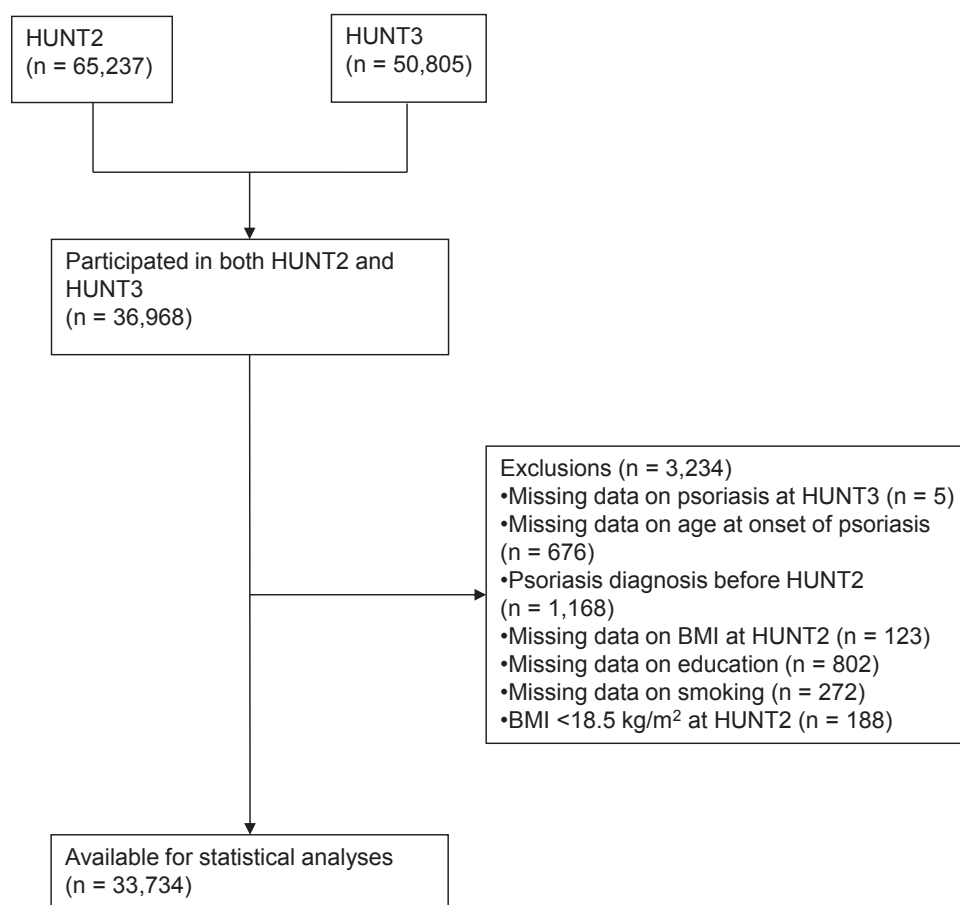 HUNT2
(n = 65,237)
HUNT3
(n = 50,805)
Participated in both HUNT2 and
HUNT3
(n = 36,968)
Exclusions (n = 3,234)
•Missing data on psoriasis at HUNT3 (n = 5)
•Missing data on age at onset of psoriasis
(n = 676)
•Psoriasis diagnosis before HUNT2
(n = 1,168)
•Missing data on BMI at HUNT2 (n = 123)
•Missing data on education (n = 802)
•Missing data on smoking (n = 272)
•BMI <18.5 kg/m² at HUNT2 (n = 188)
Available for statistical analyses
(n = 33,734)